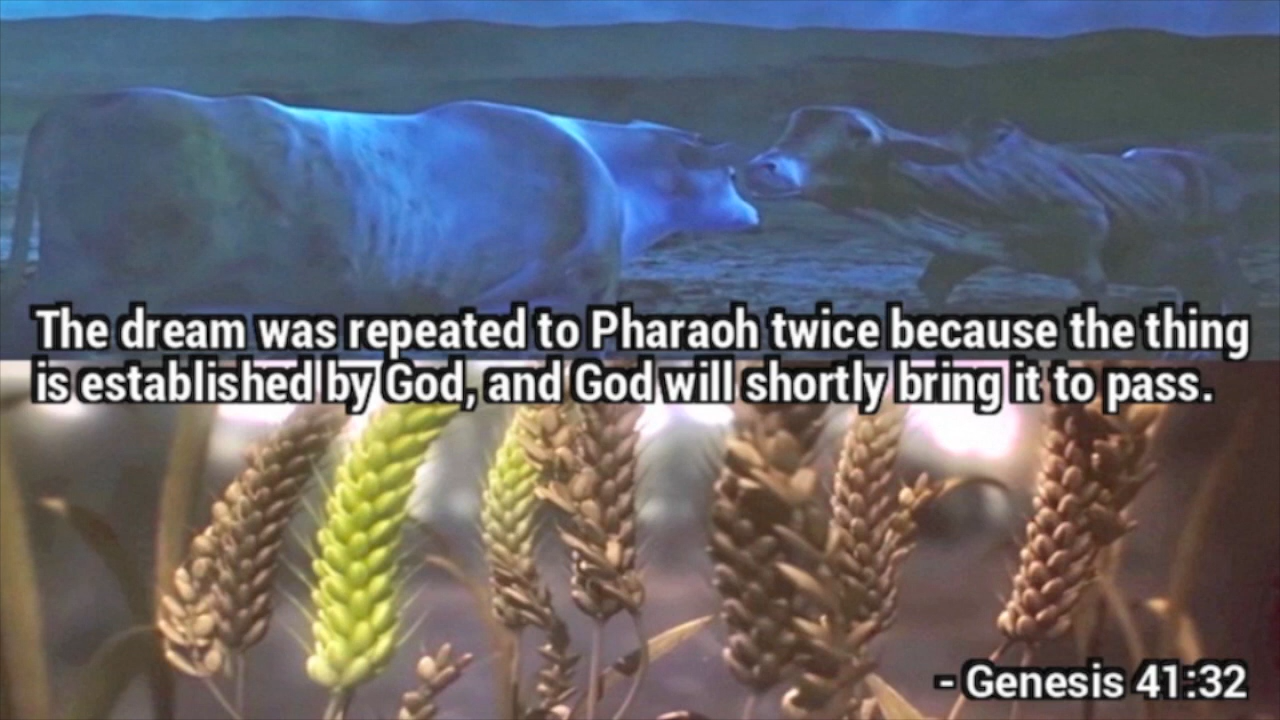 The dream was repeated to Pharaoh twice because the thing
is established by God, and God will shortly bring it to pass.
- Genesis 41:32